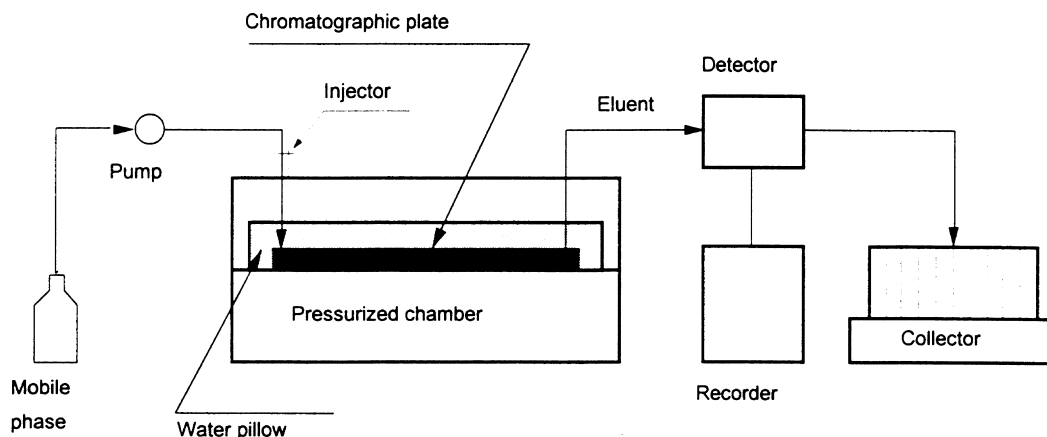 Chromatographic plate
Injector
Detector
Eluent
Pump
Pressurized chamber
Mobile
phase
Water pillow
Recorder
Collector